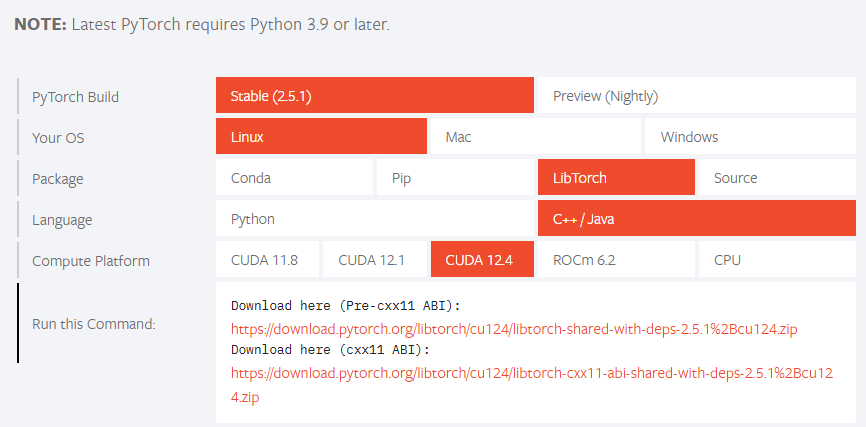 NOTE: Latest PyTorch requires Python 3.9 or later.
PyTorch Build Stable (2.5.1) Preview (Nightly)
Your OS Linux Mac Windows
Package Conda Pip LibTorch Source
Language Python C++ / Java
Compute Platform CUDA 11.8 CUDA 12.1 CUDA 12.4 ROCm 6.2 CPU
Run this Command:
Download here (Pre-cxx11 ABI):
https://download.pytorch.org/libtorch/cu124/libtorch-shared-with-deps-2.5.1%2Bcu124.zip
Download here (cxx11 ABI):
https://download.pytorch.org/libtorch/cu124/libtorch-cxx11-abi-shared-with-deps-2.5.1%2Bcu12
4.zip